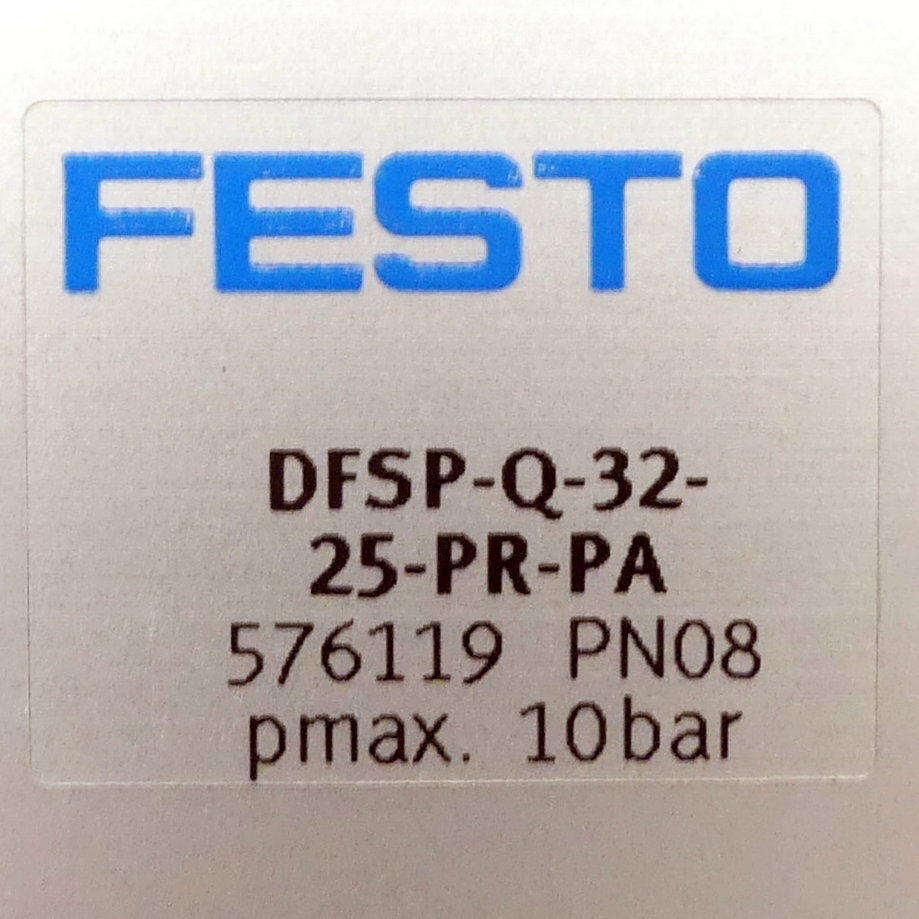 FESTO
DFSP-Q-32-
25-PR-PA
576119 PN08
pmax. 10bar